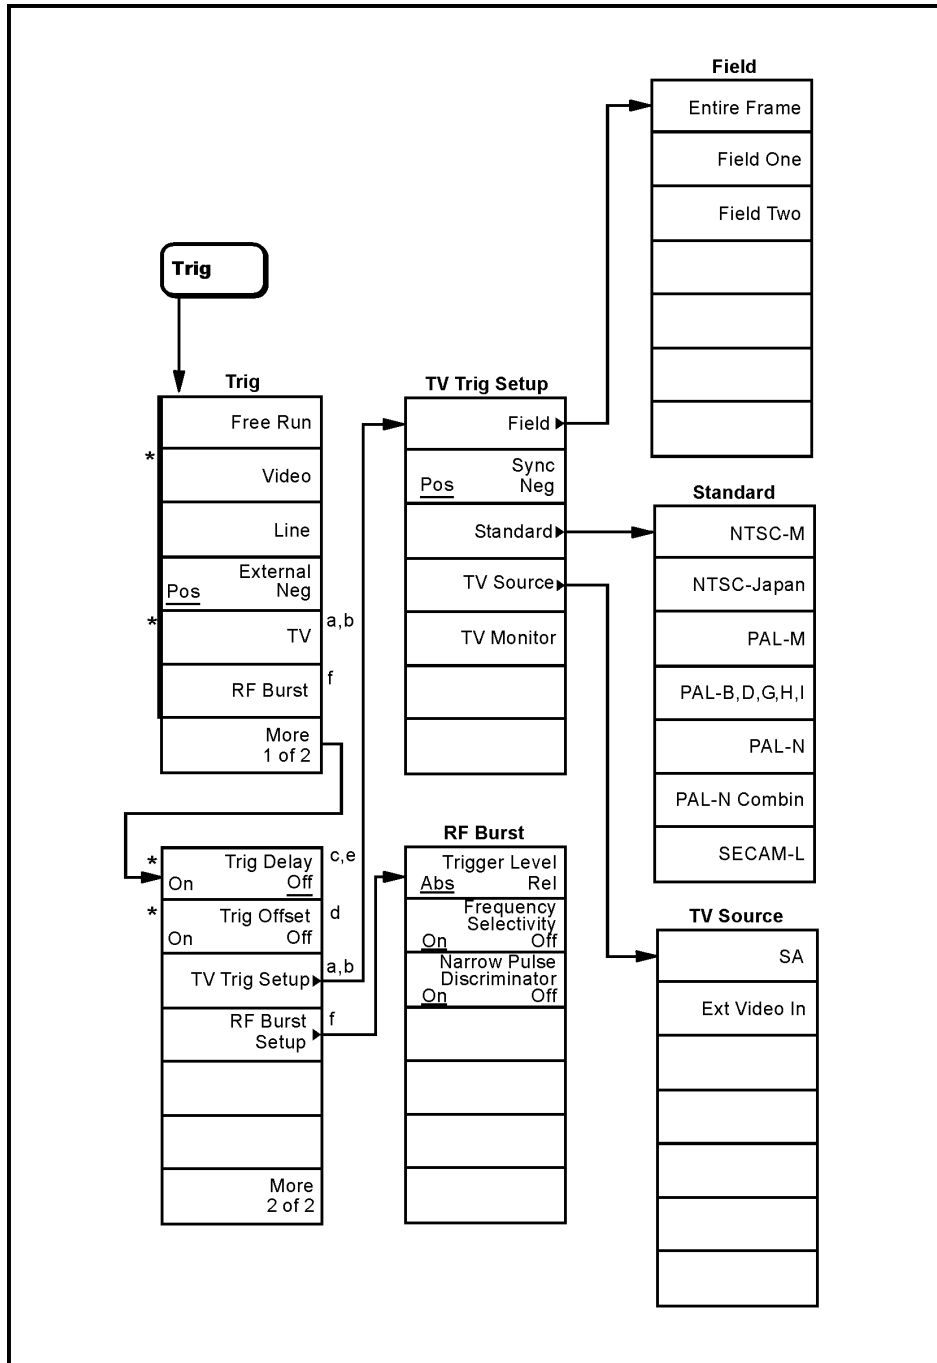 Trig
Trig
Free Run
*
Video
Line
External
Pos Neg
*
TV
a,b
RF Burst
f
More
1 of 2
*
Trig Delay
c,e
On Off
*
Trig Offset
d
On Off
TV Trig Setup
a,b
RF Burst
f
Setup
More
2 of 2
TV Trig Setup
Field
Sync
Pos Neg
Standard
TV Source
TV Monitor
RF Burst
Trigger Level
Abs Rel
Frequency
Selectivity
On Off
Narrow Pulse
Discriminator
On Off
Field
Entire Frame
Field One
Field Two
Standard
NTSC-M
NTSC-Japan
PAL-M
PAL-B,D,G,H,I
PAL-N
PAL-N Combin
SECAM-L
TV Source
SA
Ext Video In